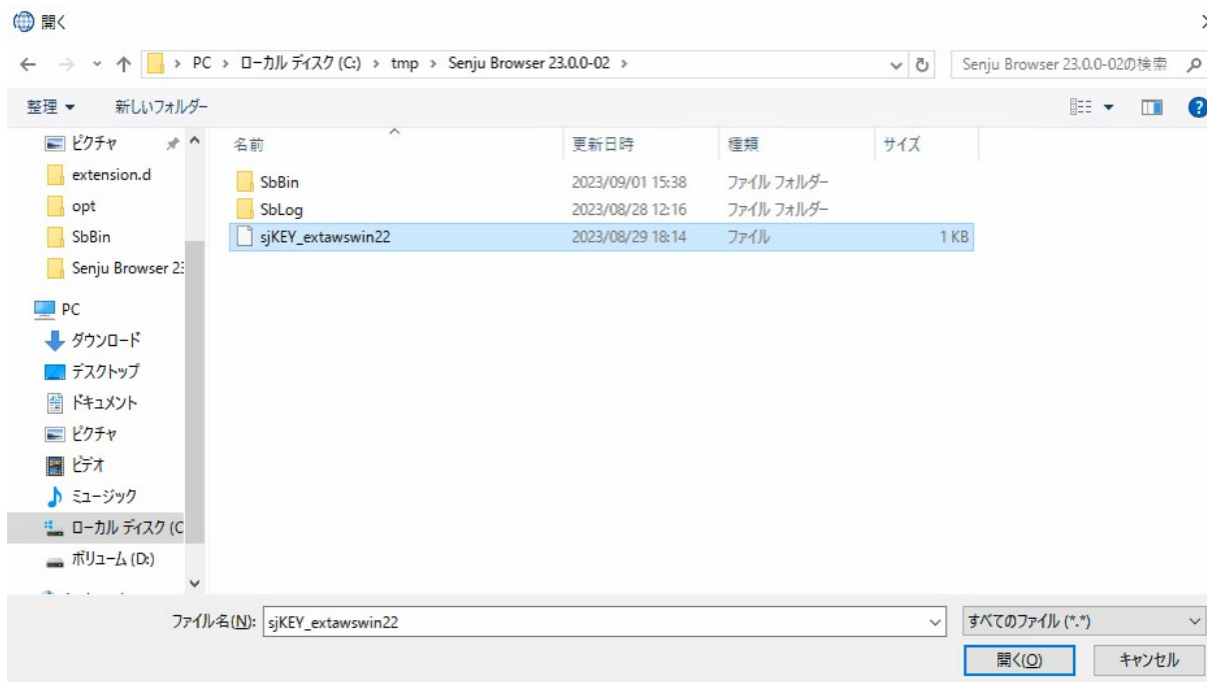 開く
PC > ローカル ディスク (C:) > tmp > Senju Browser 23.0.0-02 >
Senju Browser 23.0.0-02の検索
整理
新しいフォルダー
ピクチャ
extension.d
opt
SbBin
Senju Browser 23
PC
ダウンロード
デスクトップ
ドキュメント
ピクチャ
ビデオ
ミュージック
ローカル ディスク (C
ボリューム (D:)
名前 更新日時 種類 サイズ
SbBin 2023/09/01 15:38 ファイル フォルダー
SbLog 2023/08/28 12:16 ファイル フォルダー
sjKEY_extawswin22 2023/08/29 18:14 ファイル 1 KB
ファイル名(N): sjKEY_extawswin22
すべてのファイル (*.*)
開く(O) キャンセル